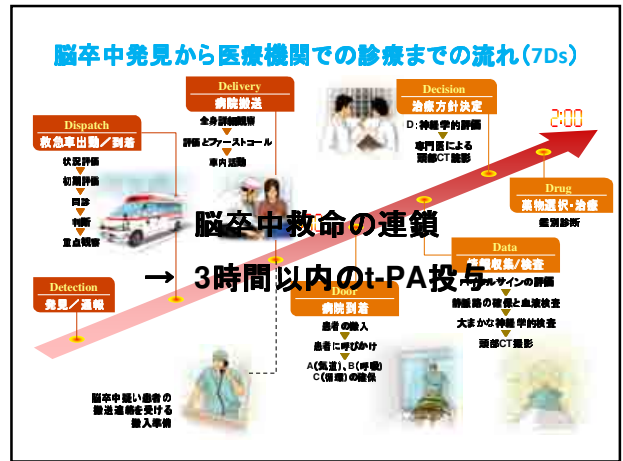 脳卒中発見から医療機関での診療までの流れ(7Ds)
Detection
発見/通報
Dispatch
救急車出動/到着
状況評価
初期評価
問診
判断
重点観察
Delivery
病院搬送
全身詳細観察
評価とファーストコール
車内活動
脳卒中疑い患者の
搬送連絡を受ける
搬入準備
Door
病院到着
患者の搬入
患者に呼びかけ
A(気道)、B(呼吸)
C(循環)の確保
Data
情報収集/検査
サインの評価
静脈路の確保と血液検査
大まかな神経学的検査
頭部CT撮影
Decision
治療方針決定
D:神経学的評価
専門医による
頭部CT読影
Drug
薬物選択・治療
鑑別診断
2:00
脳卒中救命の連鎖
→ 3時間以内のt-PA投与